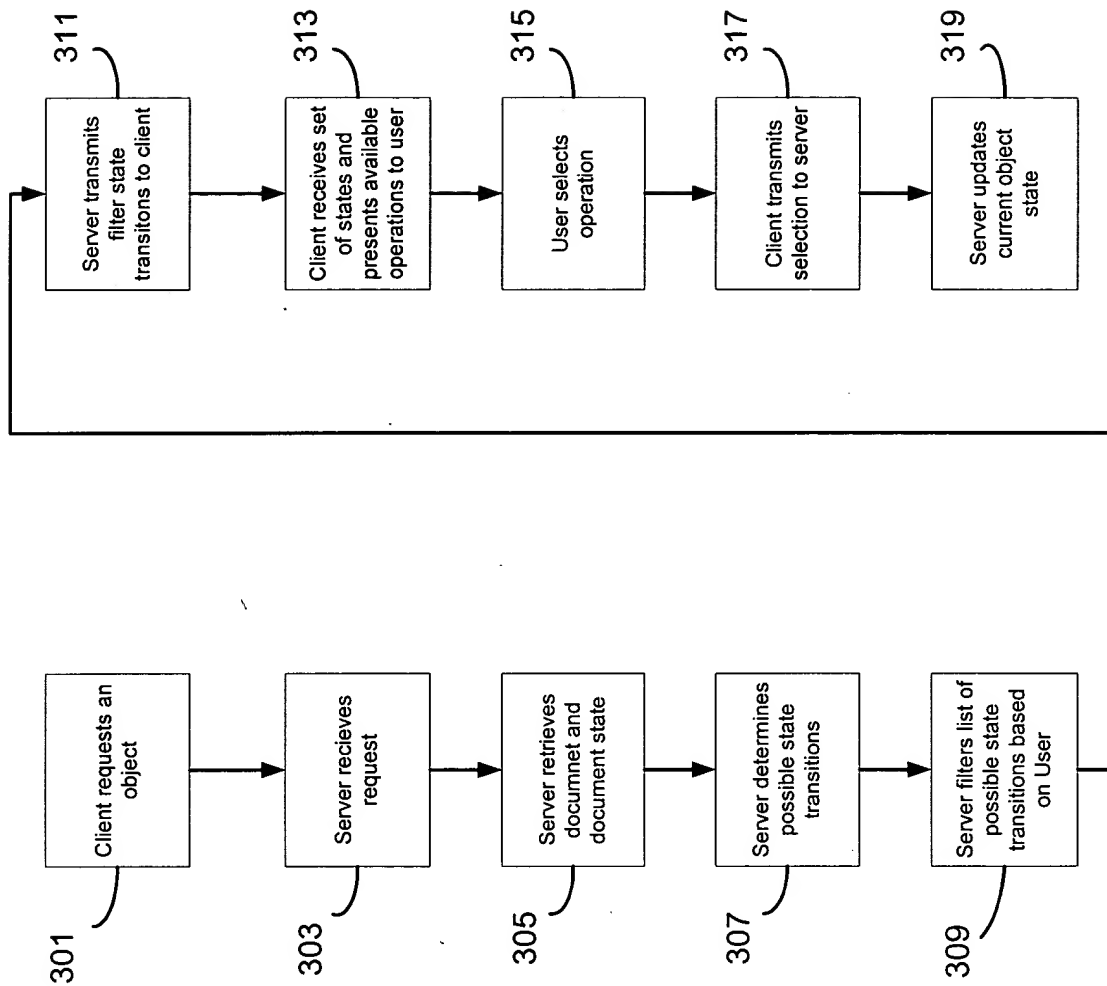 301
Client requests an
object
303
Server recieves
request
305
Server retrieves
documnet and
document state
307
Server determines
possible state
transitions
309
Server filters list of
possible state
transitions based
on User
311
Server transmits
filter state
transitons to client
313
Client receives set
of states and
presents available
operations to user
315
User selects
operation
317
Client transmits
selection to server
319
Server updates
current object
state